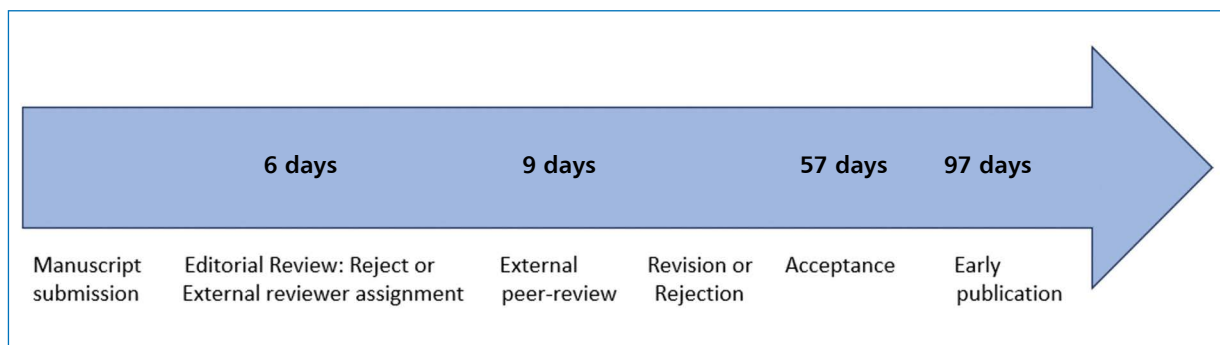 6 days 9 days 57 days 97 days
Manuscript
submission
Editorial Review: Reject or
External reviewer assignment
External
peer-review
Revision or
Rejection
Acceptance
Early
publication